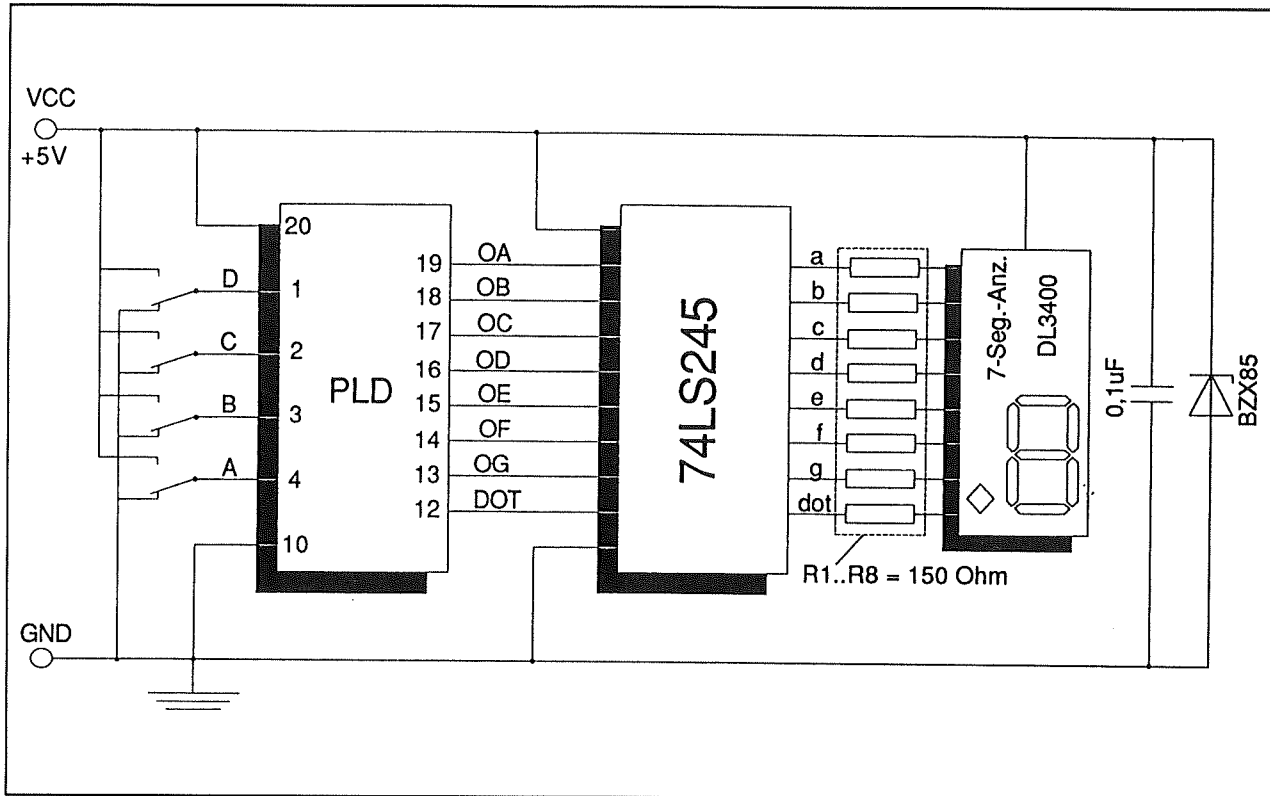 VCC
+5V
20
D
1
C
2
B
3
A
4
10
PLD
19
OA
18
OB
17
OC
16
OD
15
OE
14
OF
13
OG
12
DOT
74LS245
a
b
c
d
e
f
g
dot
R1..R8 = 150 Ohm
7-Seg.-Anz.
DL3400
0,1uF
BZX85
GND